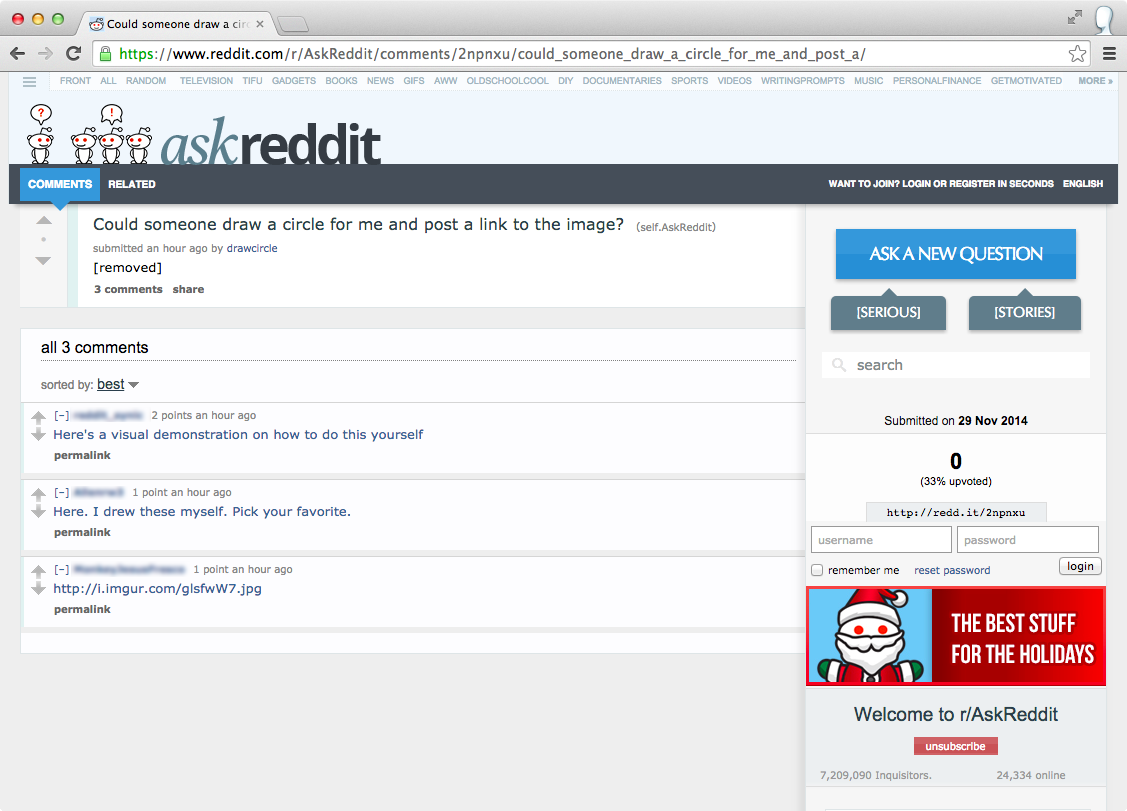 Could someone draw a circ
https://www.reddit.com/r/AskReddit/comments/2npnxu/could_someone_draw_a_circle_for_me_and_post_a/
FRONT ALL RANDOM TELEVISION TIFU GADGETS BOOKS NEWS GIFS AWW OLDSCHOOLCOOL DIY DOCUMENTARIES SPORTS VIDEOS WRITINGPROMPTS MUSIC PERSONALFINANCE GETMOTIVATED MORE »
? !
askreddit
COMMENTS RELATED WANT TO JOIN? LOGIN OR REGISTER IN SECONDS ENGLISH
Could someone draw a circle for me and post a link to the image? (self.AskReddit)
submitted an hour ago by drawcircle
[removed]
3 comments share
all 3 comments
sorted by: best
[–] 2 points an hour ago
Here's a visual demonstration on how to do this yourself
permalink
[–] 1 point an hour ago
Here. I drew these myself. Pick your favorite.
permalink
[–] 1 point an hour ago
http://i.imgur.com/glsfwW7.jpg
permalink
ASK A NEW QUESTION
[SERIOUS] [STORIES]
search
Submitted on 29 Nov 2014
0
(33% upvoted)
http://redd.it/2npnxu
username password
remember me reset password login
THE BEST STUFF
FOR THE HOLIDAYS
Welcome to r/AskReddit
unsubscribe
7,209,090 Inquisitors. 24,334 online